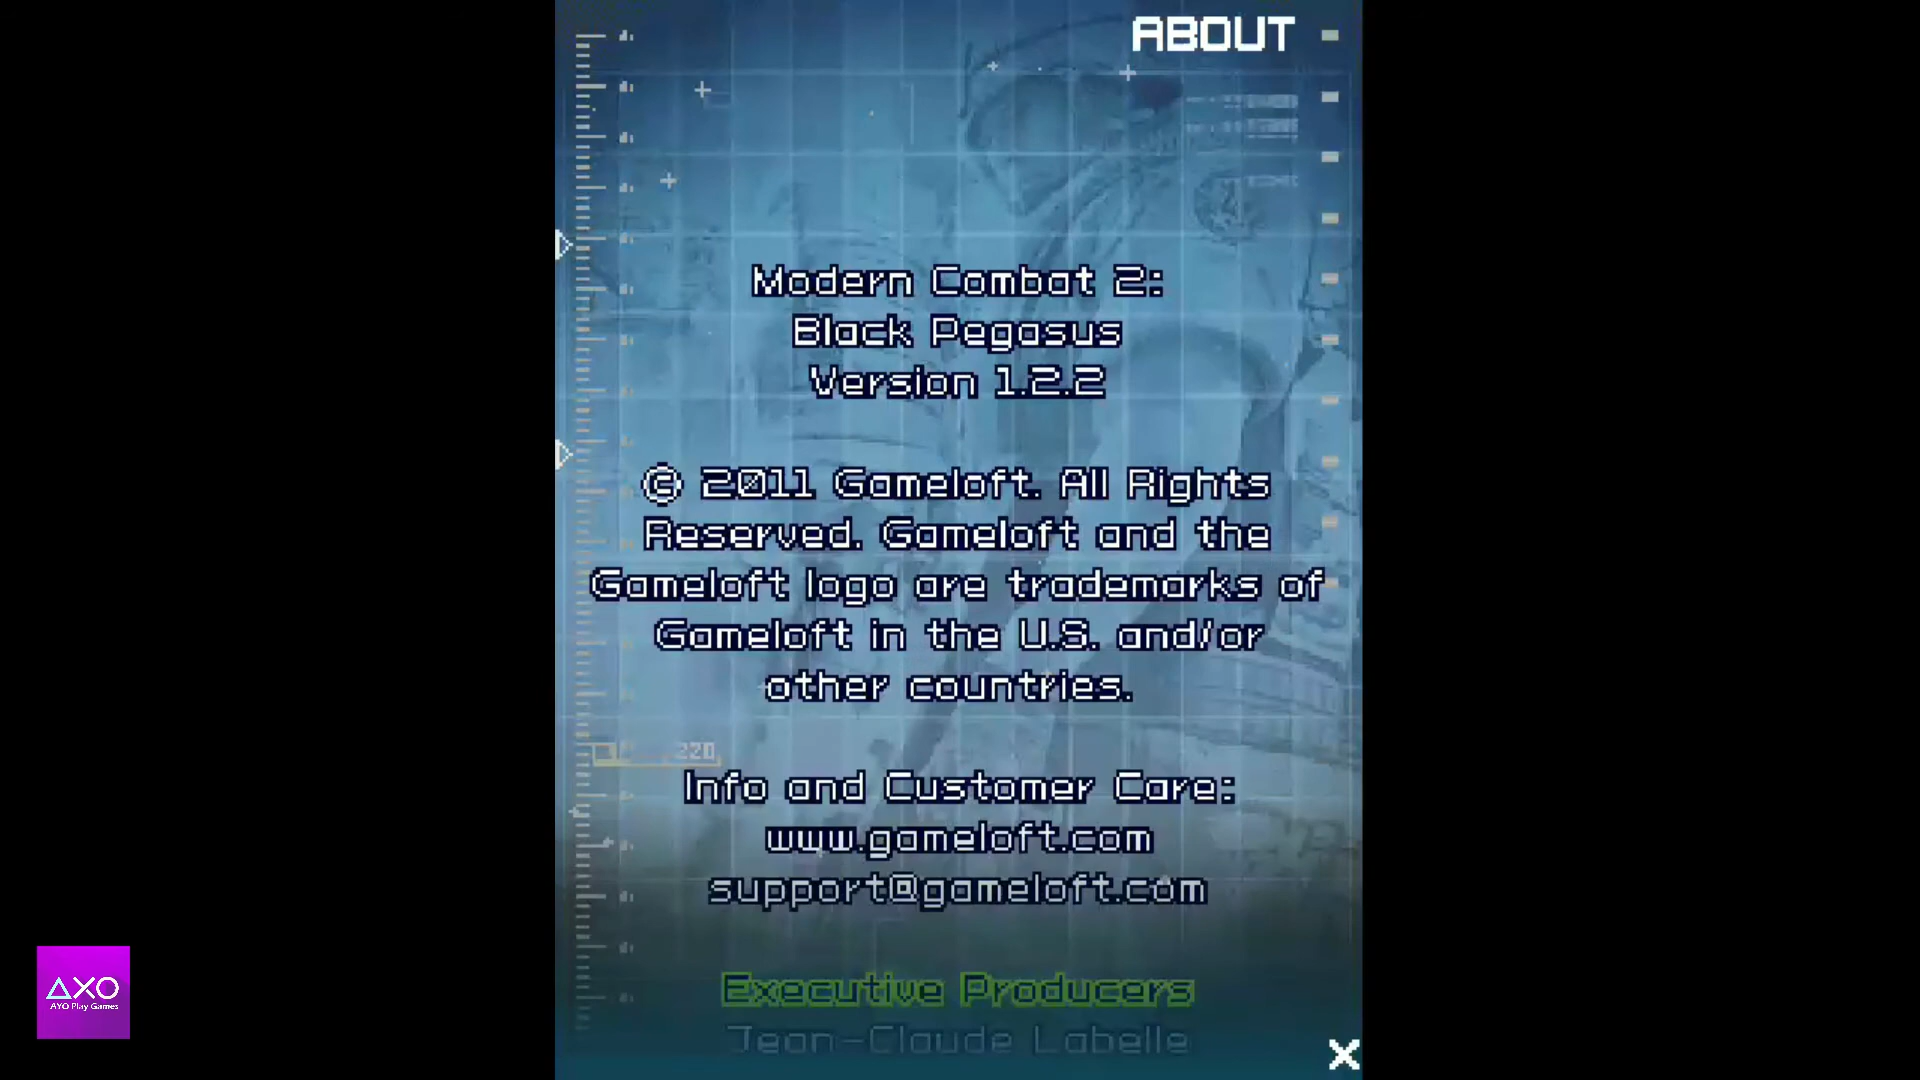 ABOUT
Modern Combat 2:
Black Pegasus
Version 1.2.2
© 2011 Gameloft. All Rights
Reserved. Gameloft and the
Gameloft logo are trademarks of
Gameloft in the U.S. and/or
other countries.
220
Info and Customer Care:
www.gameloft.com
support@gameloft.com
Executive Producers
Jean-Claude Labelle
X
AXO
AYO Play Games